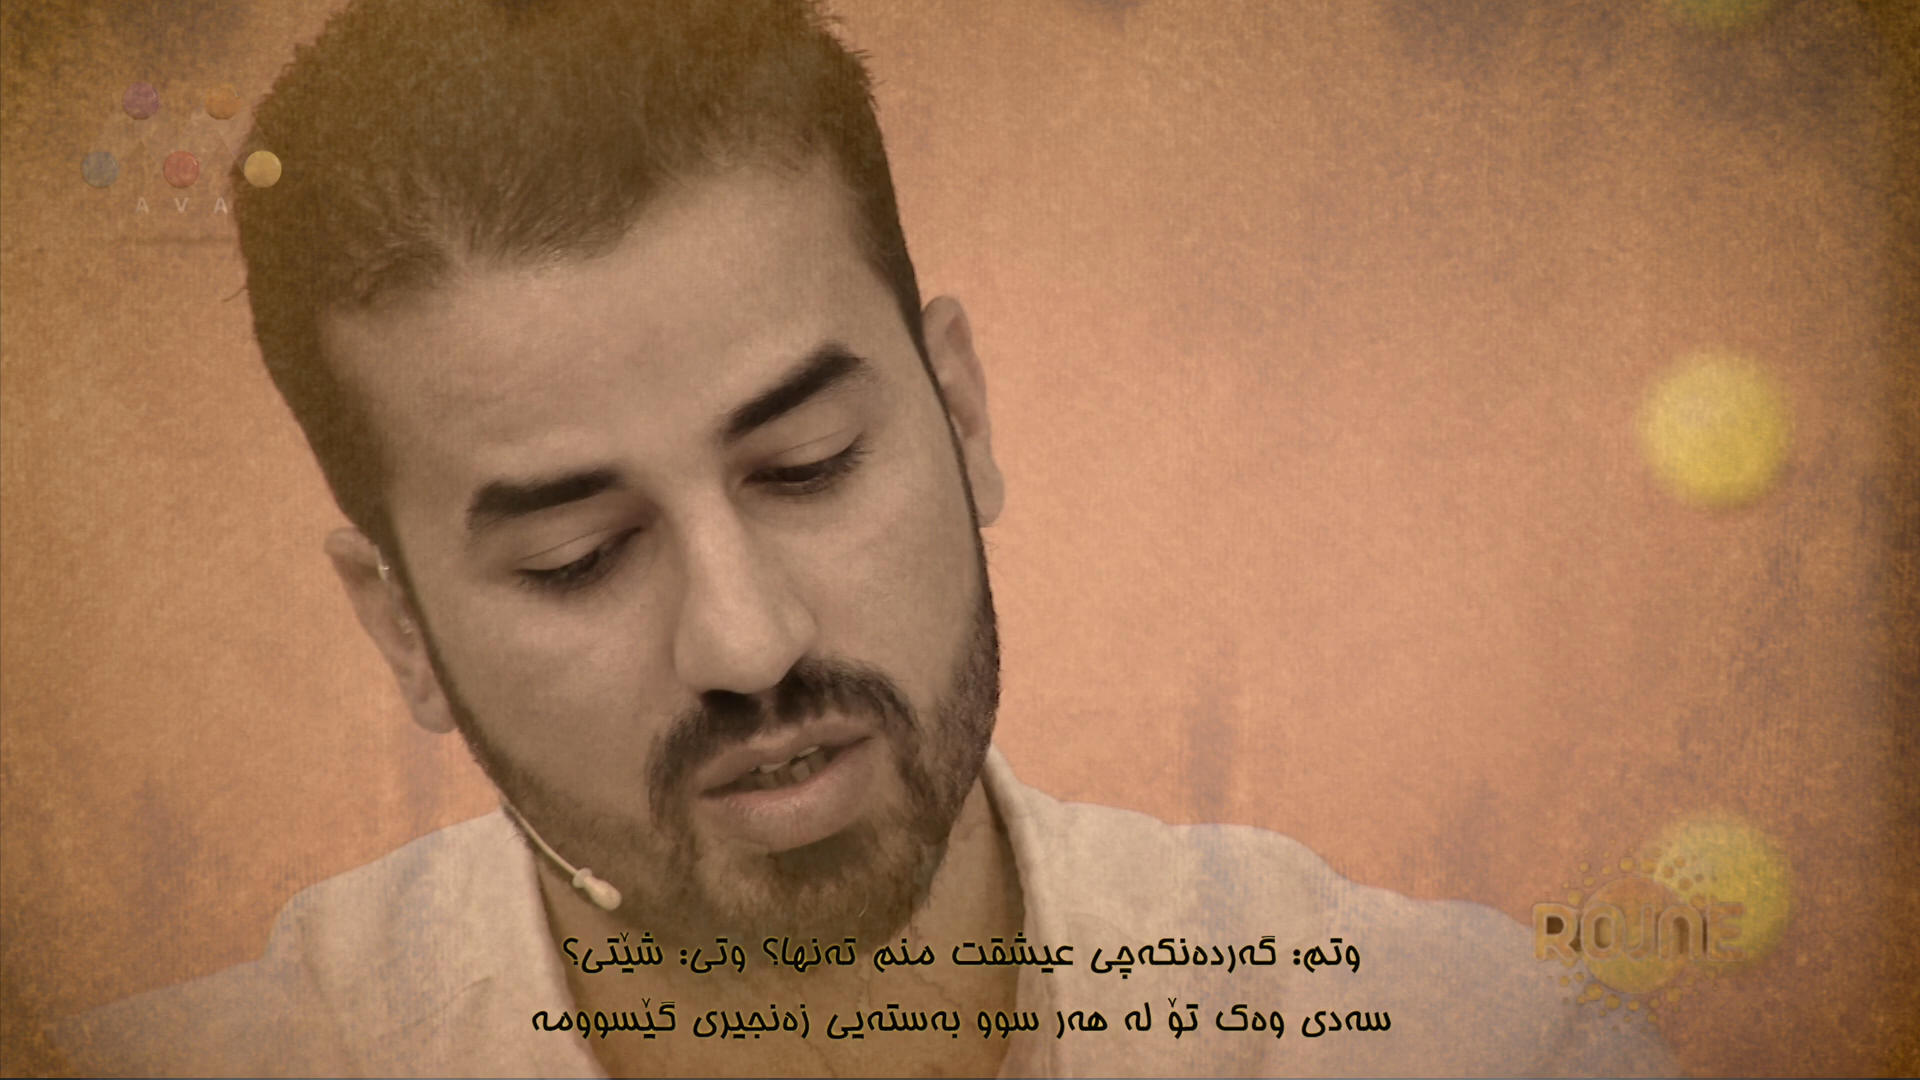 AVA
وتم: گەردەنکەچی عیشقت منم تەنها؟ وتی: شێتی؟
سەدی وەک تۆ لە هەر سوو بەستەیی زەنجیری گێسوومە
ROJNE